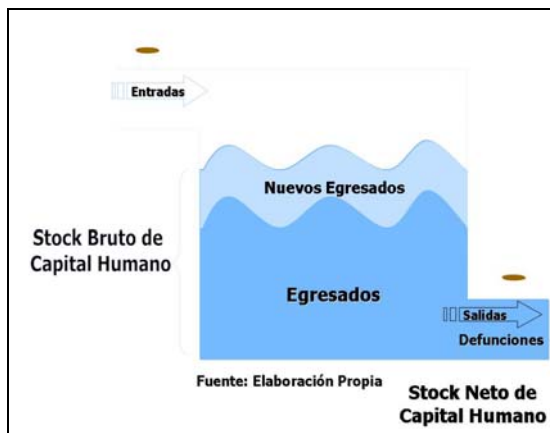 Entradas
Nuevos Egresados
Stock Bruto de
Capital Humano
Egresados
Salidas
Defunciones
Fuente: Elaboración Propia
Stock Neto de
Capital Humano